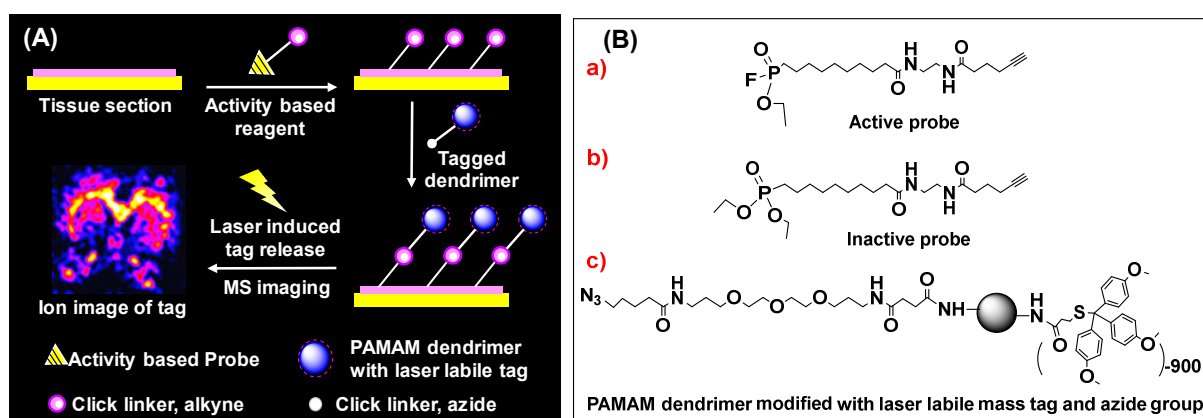 (A)
Tissue section
Activity based
reagent
Tagged
dendrimer
Laser induced
tag release
MS imaging
Ion image of tag
Activity based Probe
PAMAM dendrimer
with laser labile tag
Click linker, alkyne
Click linker, azide
(B)
a)
O
F
P
O
O
N
H
H
N
O
Active probe
b)
O
P
O
O
O
H
N
N
H
O
Inactive probe
c)
N3
O
H
N
O
O
O
H
N
O
O
NH
H
N
O
S
O
O
O
-900
PAMAM dendrimer modified with laser labile mass tag and azide group